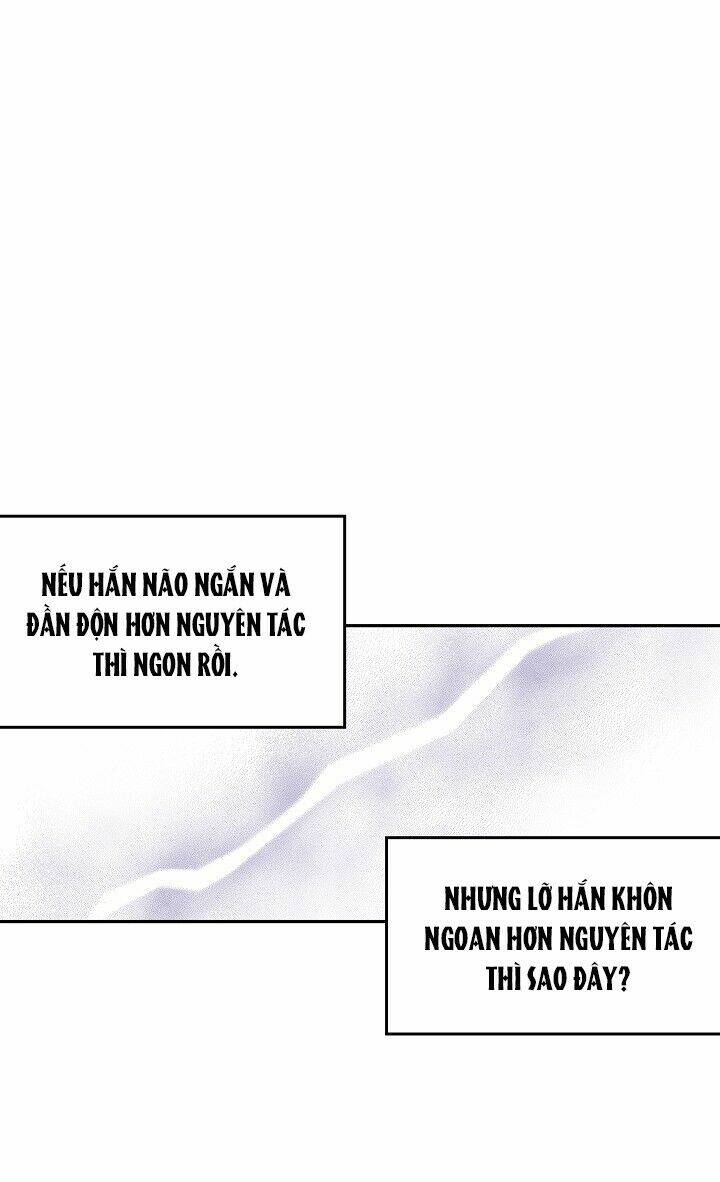 NẾU HẮN NÃO NGẮN VÀ
ĐẦN ĐỘN HƠN NGUYÊN TÁC
THÌ NGON RỒI.
NHƯNG LỠ HẮN KHÔN
NGOAN HƠN NGUYÊN TÁC
THÌ SAO ĐÂY?